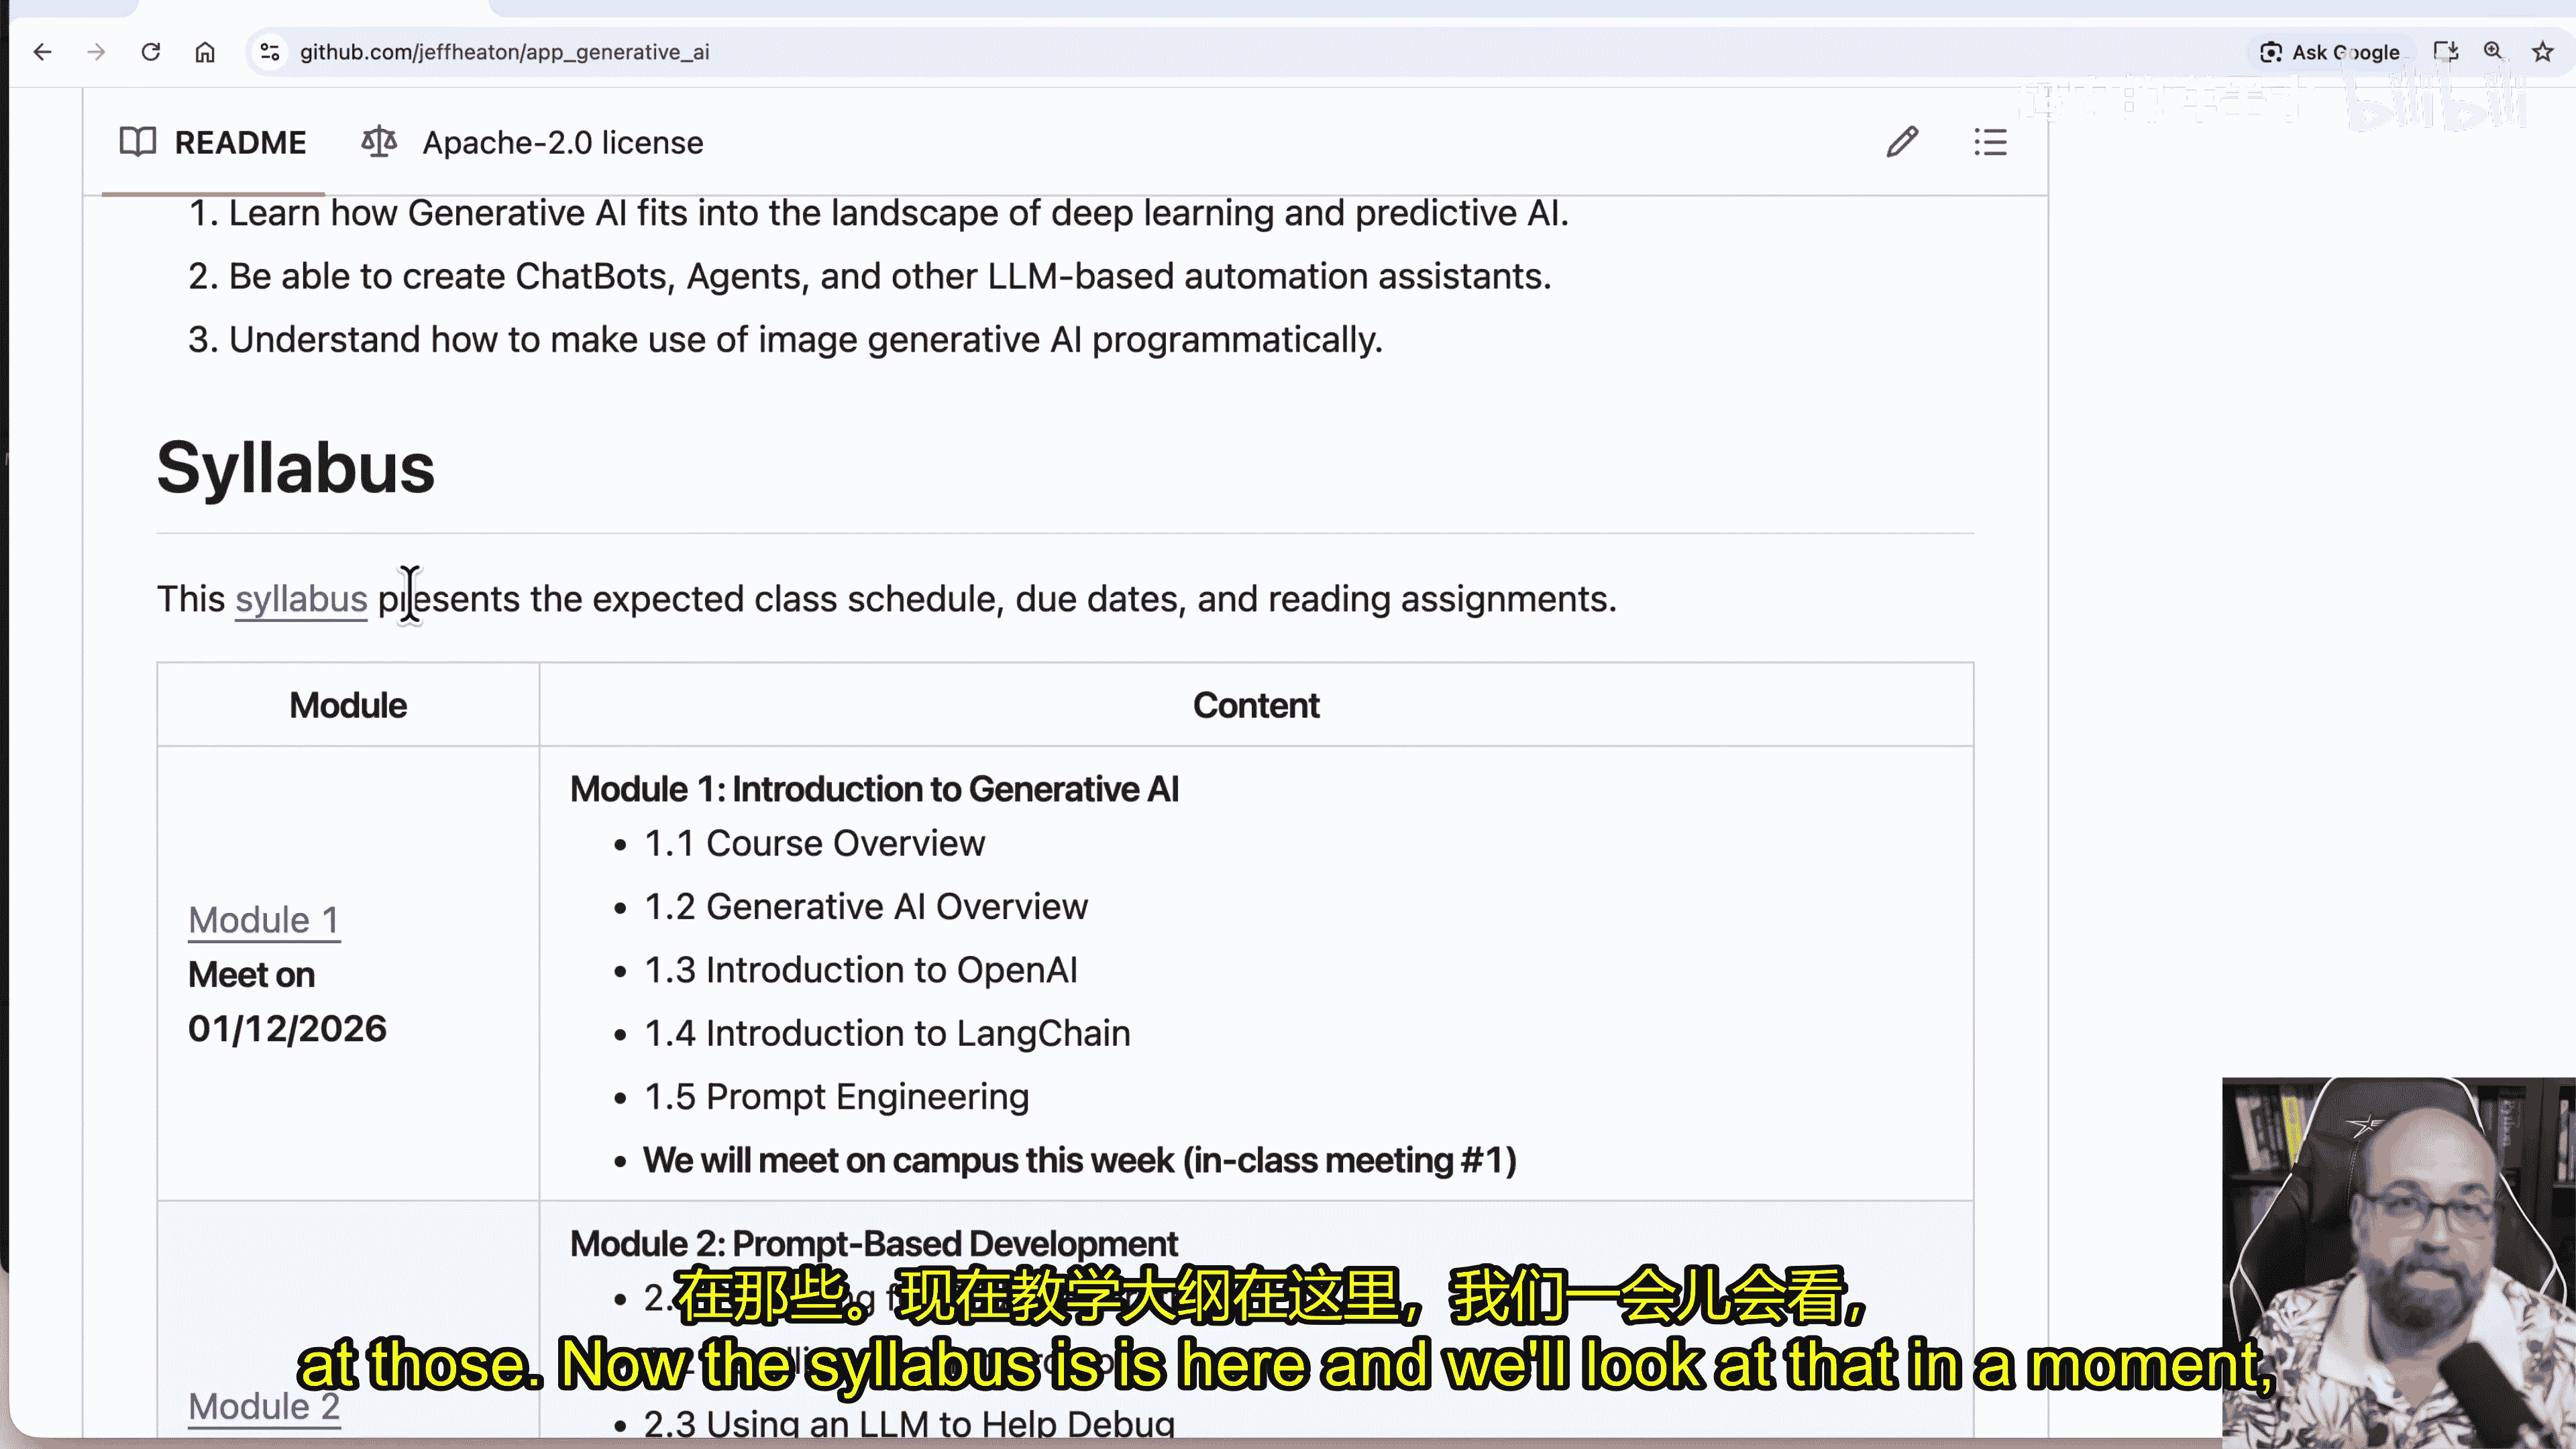 github.com/jeffheaton/app_generative_ai
Ask Google
bilibili
README
Apache-2.0 license
1. Learn how Generative AI fits into the landscape of deep learning and predictive AI.
2. Be able to create ChatBots, Agents, and other LLM-based automation assistants.
3. Understand how to make use of image generative AI programmatically.
Syllabus
This syllabus presents the expected class schedule, due dates, and reading assignments.
Module
Content
Module 1
Meet on
01/12/2026
Module 1: Introduction to Generative AI
• 1.1 Course Overview
• 1.2 Generative AI Overview
• 1.3 Introduction to OpenAI
• 1.4 Introduction to LangChain
• 1.5 Prompt Engineering
• We will meet on campus this week (in-class meeting #1)
Module 2: Prompt-Based Development
Module 2
• 2.3 Using an LLM to Help Debug
在那些。现在教学大纲在这里，我们一会儿会看，
at those. Now the syllabus is is here and we'll look at that in a moment,